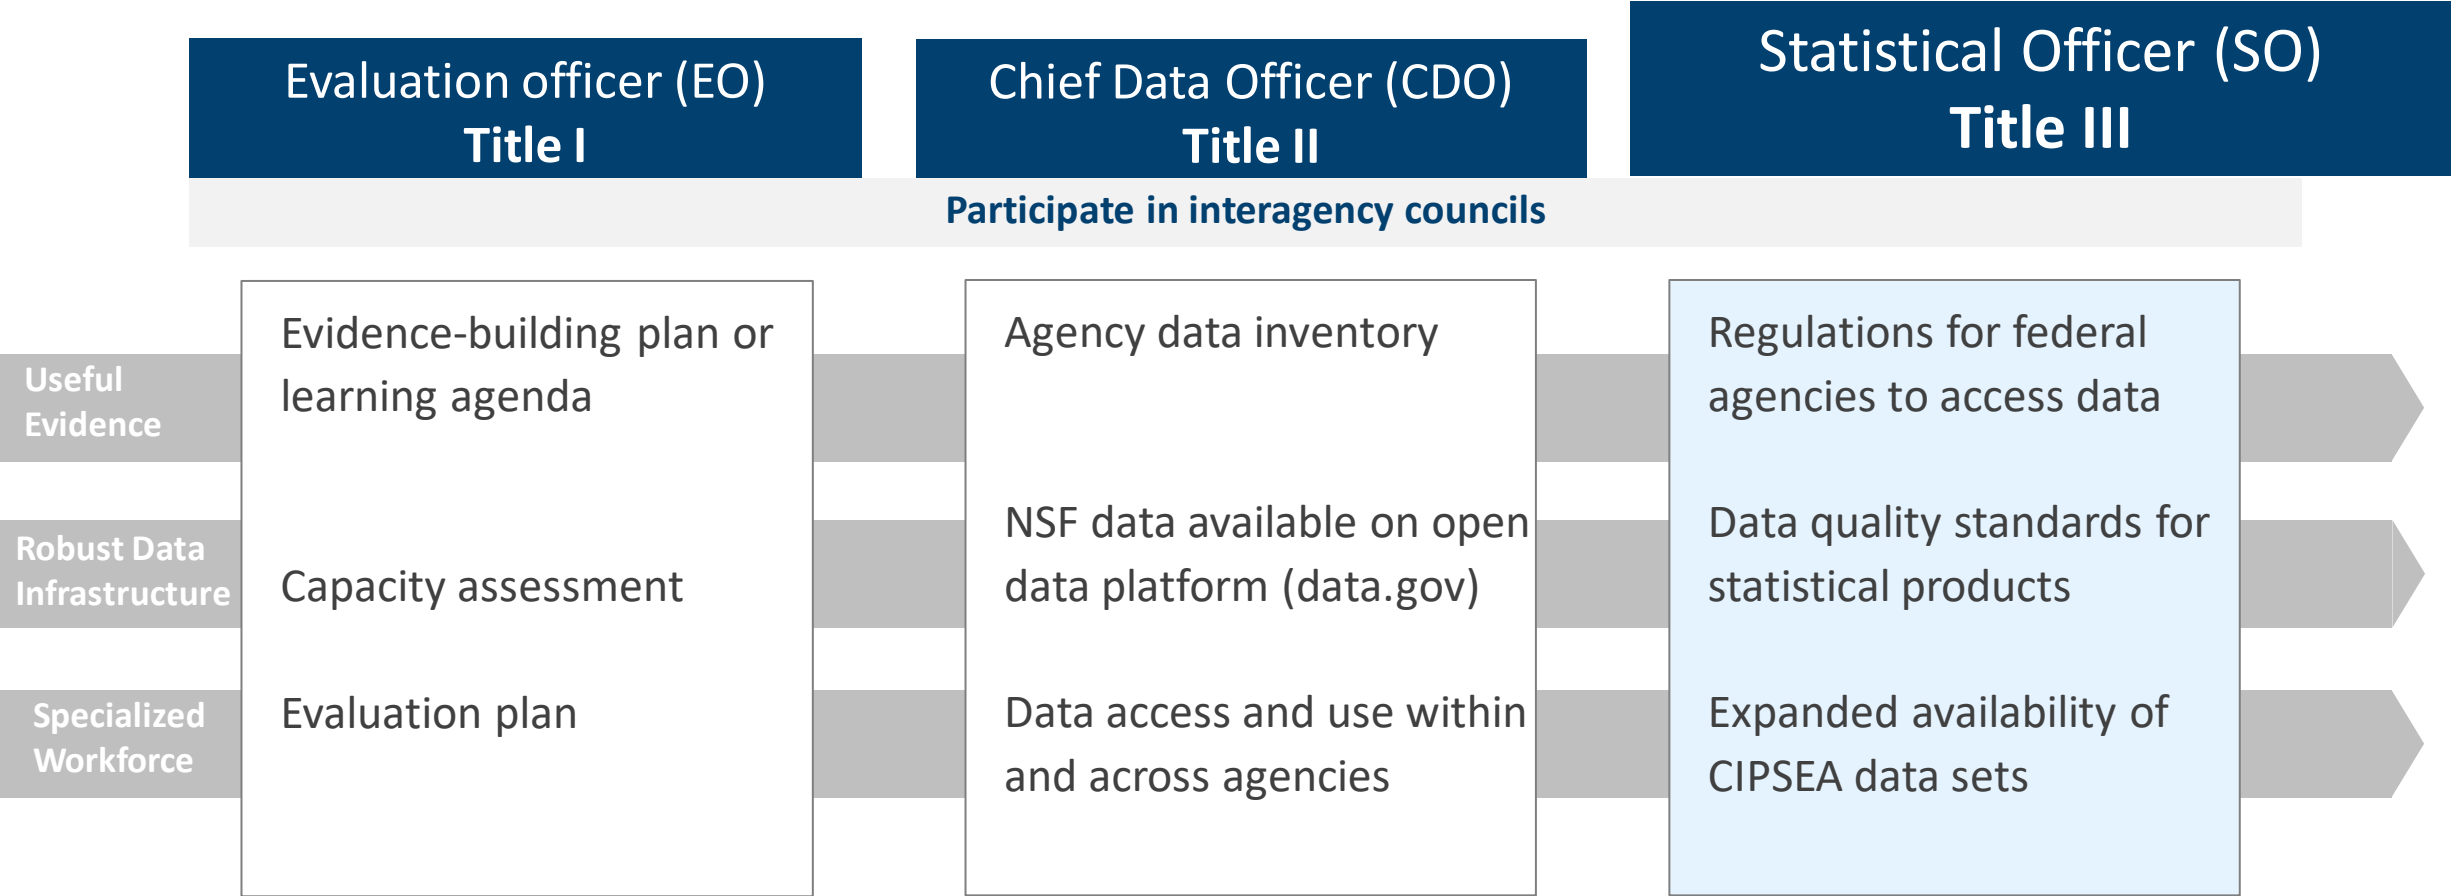 Evaluation officer (EO)
Title I
Chief Data Officer (CDO)
Title II
Statistical Officer (SO)
Title III
Participate in interagency councils
Useful
Evidence
Evidence-building plan or
learning agenda
Agency data inventory
Regulations for federal
agencies to access data
Robust Data
Infrastructure
Capacity assessment
NSF data available on open
data platform (data.gov)
Data quality standards for
statistical products
Specialized
Workforce
Evaluation plan
Data access and use within
and across agencies
Expanded availability of
CIPSEA data sets